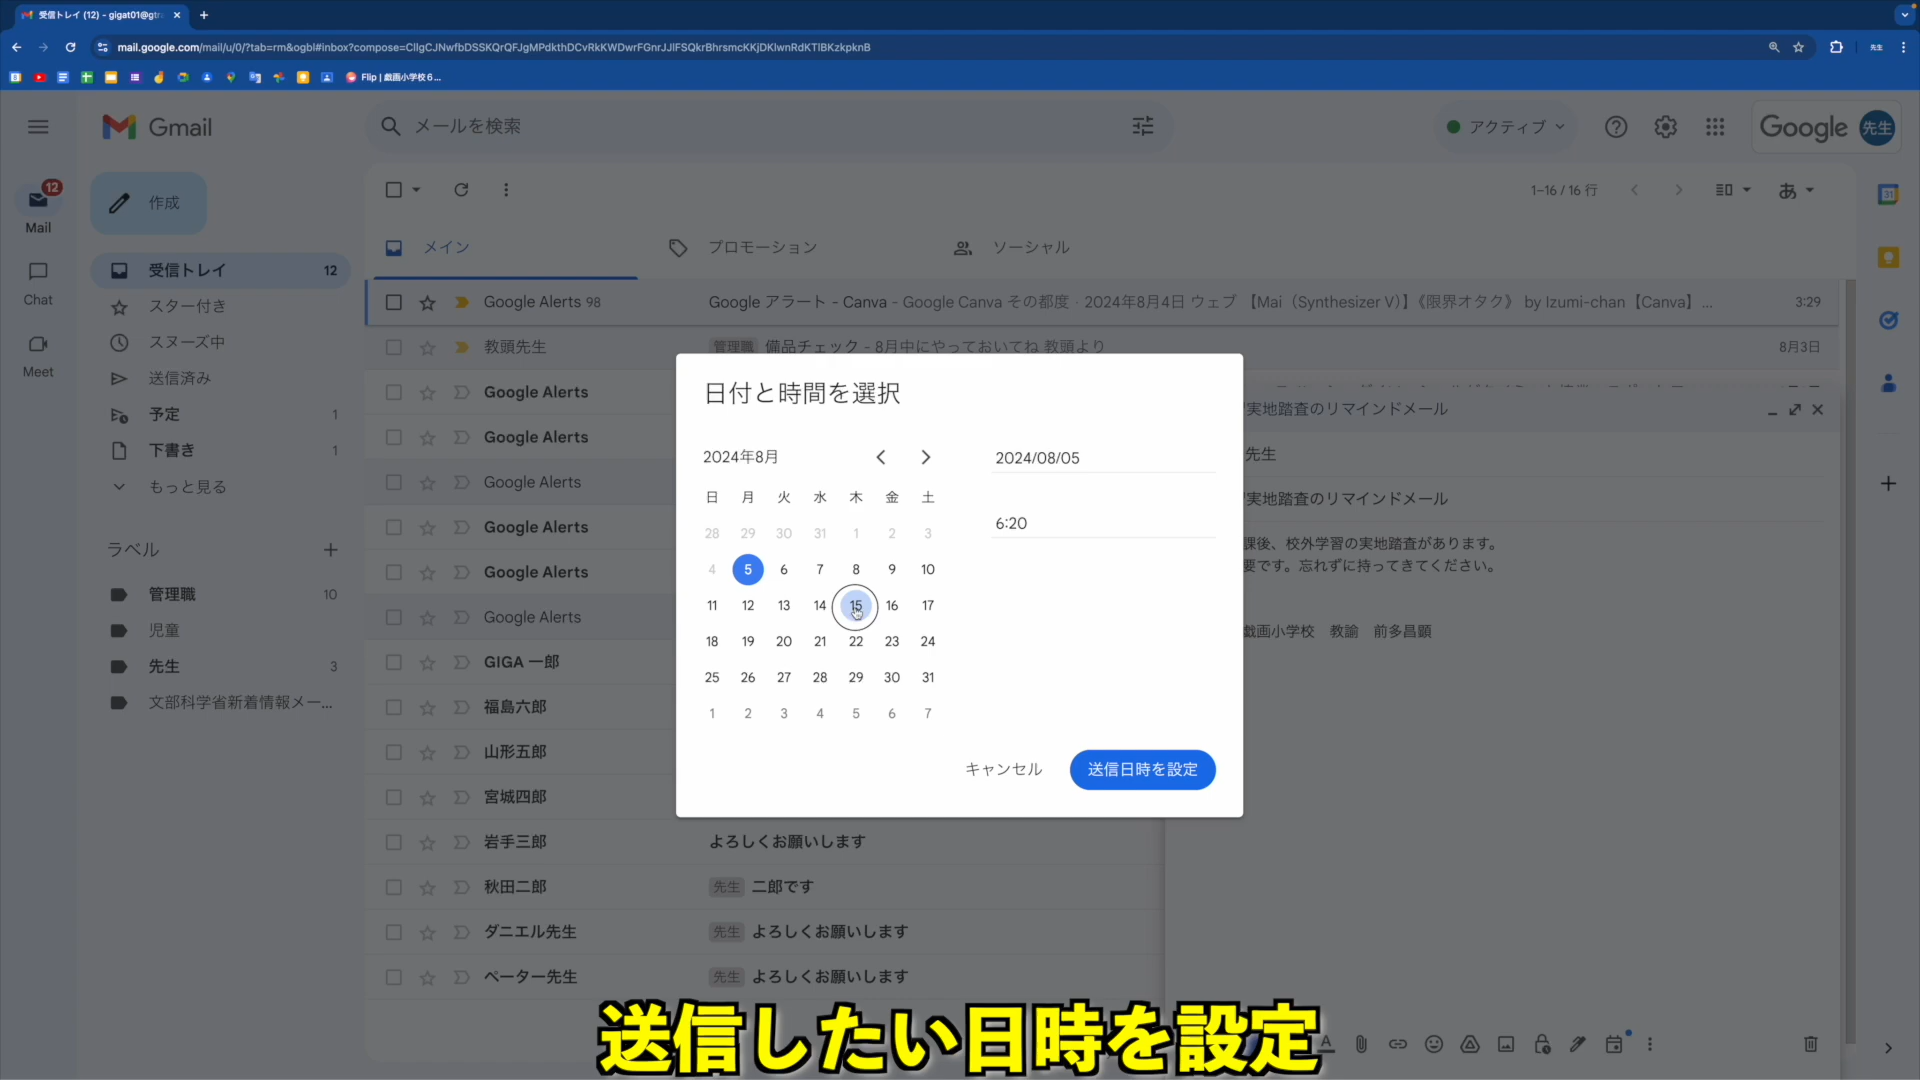 受信トレイ (12) - gigat01@gtr
mail.google.com/mail/u/0/?tab=rm&ogbl#inbox?compose=CllgCJNwfbDSSKQrQFJgMPdkthDCvRkKWDwrFGnrJJlFSQkrBhrsmcKKjDKlwnRdKTlBKzkpknB
先生
Flip | 戯画小学校６...
Gmail
メールを検索
アクティブ
Google
先生
12
Mail
Chat
Meet
作成
受信トレイ 12
スター付き
スヌーズ中
送信済み
予定 1
下書き 1
もっと見る
ラベル
管理職 10
児童
先生 3
文部科学省新着情報メー...
1–16 / 16 行
あ
メイン
プロモーション
ソーシャル
Google Alerts 98 Google アラート - Canva - Google Canva その都度 · 2024年8月4日 ウェブ 【Mai（Synthesizer V）】《限界オタク》 by Izumi-chan【Canva】... 3:29
教頭先生 管理職 備品チェック - 8月中にやっておいてね 教頭より 8月3日
Google Alerts
Google Alerts
Google Alerts
Google Alerts
Google Alerts
Google Alerts
GIGA 一郎
福島六郎
山形五郎
宮城四郎
岩手三郎 よろしくお願いします
秋田二郎 先生 二郎です
ダニエル先生 先生 よろしくお願いします
ペーター先生 先生 よろしくお願いします
実地踏査のリマインドメール
先生
実地踏査のリマインドメール
課後、校外学習の実地踏査があります。
要です。忘れずに持ってきてください。
戯画小学校 教諭 前多昌顕
日付と時間を選択
2024年8月
日 月 火 水 木 金 土
28 29 30 31 1 2 3
4 5 6 7 8 9 10
11 12 13 14 15 16 17
18 19 20 21 22 23 24
25 26 27 28 29 30 31
1 2 3 4 5 6 7
2024/08/05
6:20
キャンセル
送信日時を設定
送信したい日時を設定